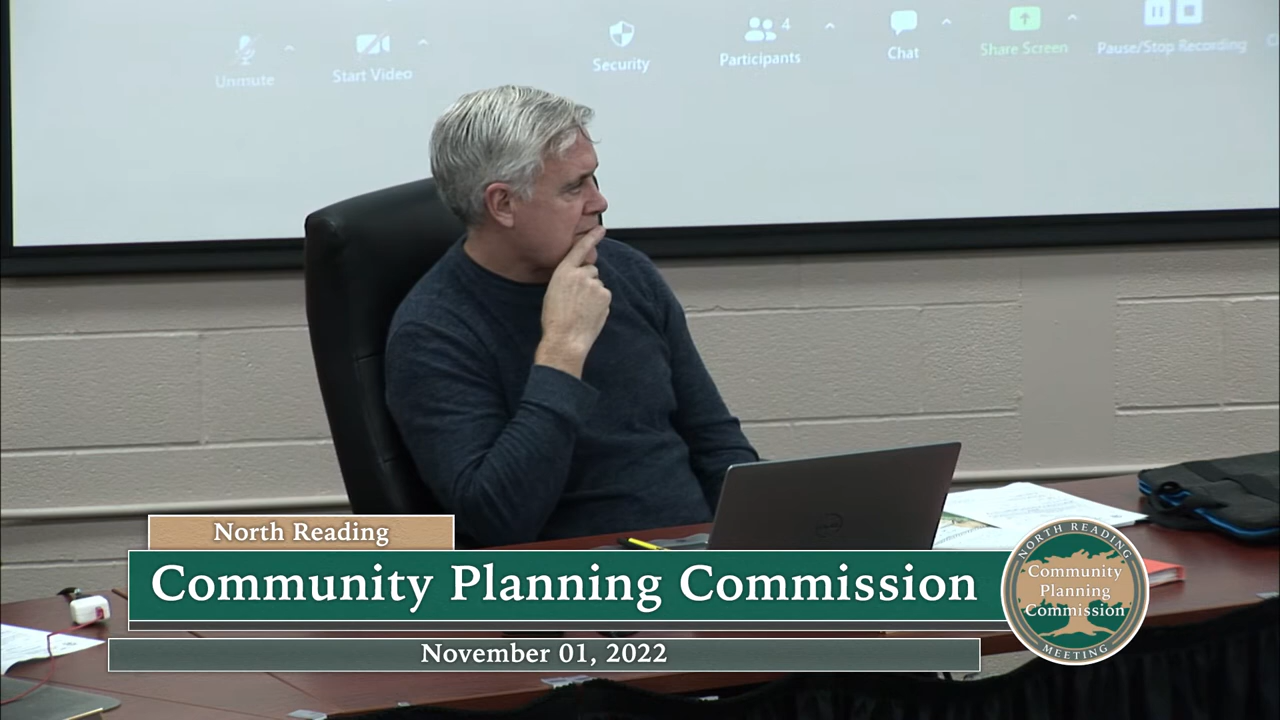 4
Unmute
Start Video
Security
Participants
Chat
Share Screen
Pause/Stop Recording
North Reading
Community Planning Commission
November 01, 2022
NORTH READING
Community
Planning
Commission
MEETING